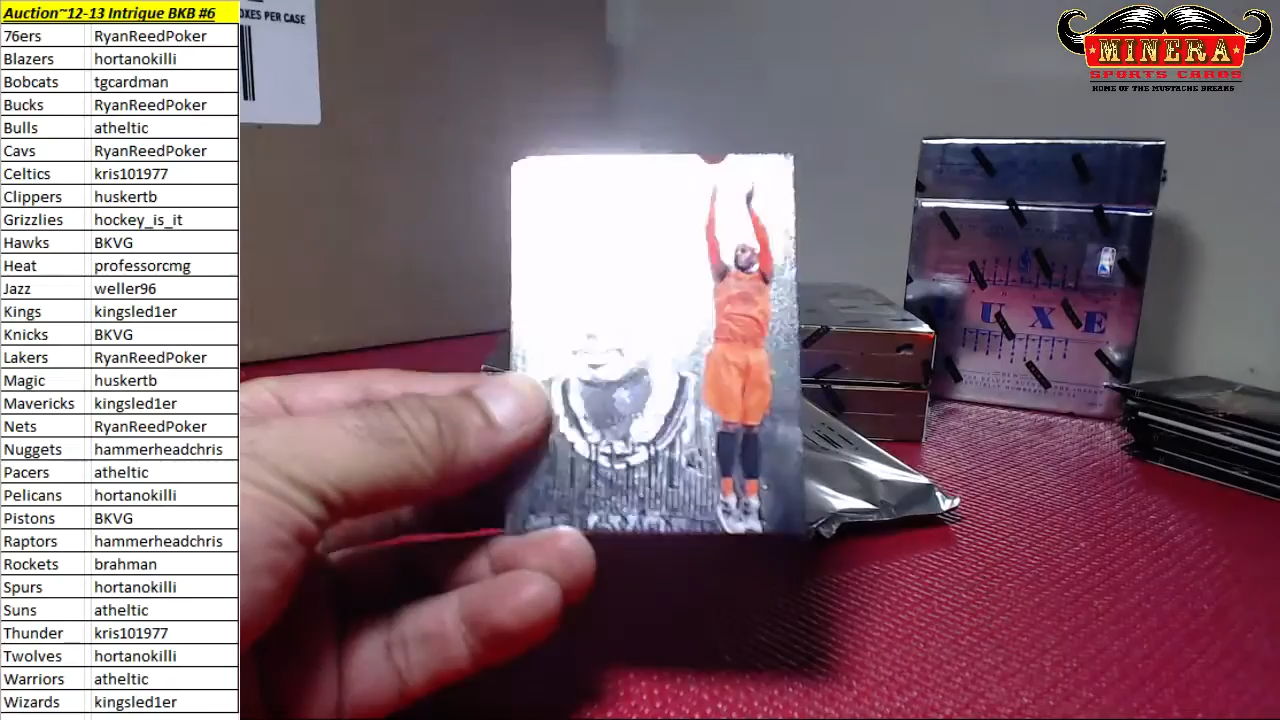 Auction~12-13 Intrigue BKB #6
76ers RyanReedPoker
Blazers hortanokilli
Bobcats tgcardman
Bucks RyanReedPoker
Bulls atheltic
Cavs RyanReedPoker
Celtics kris101977
Clippers huskertb
Grizzlies hockey_is_it
Hawks BKVG
Heat professorcmg
Jazz weller96
Kings kingsled1er
Knicks BKVG
Lakers RyanReedPoker
Magic huskertb
Mavericks kingsled1er
Nets RyanReedPoker
Nuggets hammerheadchris
Pacers atheltic
Pelicans hortanokilli
Pistons BKVG
Raptors hammerheadchris
Rockets brahman
Spurs hortanokilli
Suns atheltic
Thunder kris101977
Twolves hortanokilli
Warriors atheltic
Wizards kingsled1er
OXES PER CASE
MINERA
SPORTS CARDS
HOME OF THE MUSTACHE BREAKS
UXE